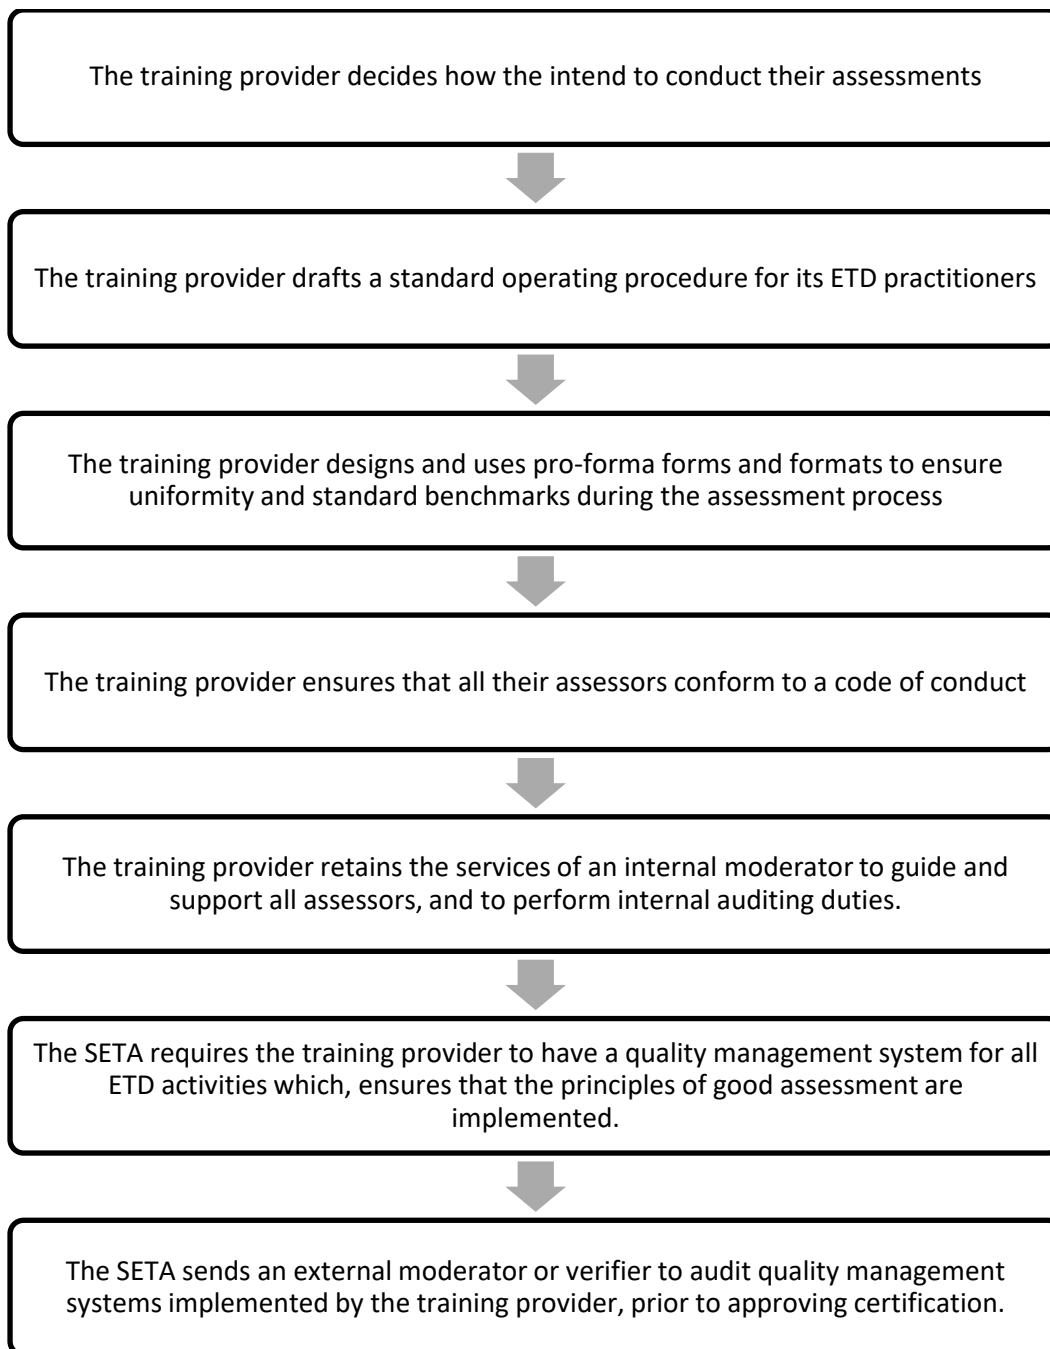 The training provider decides how the intend to conduct their assessments
The training provider drafts a standard operating procedure for its ETD practitioners
The training provider designs and uses pro-forma forms and formats to ensure
uniformity and standard benchmarks during the assessment process
The training provider ensures that all their assessors conform to a code of conduct
The training provider retains the services of an internal moderator to guide and
support all assessors, and to perform internal auditing duties.
The SETA requires the training provider to have a quality management system for all
ETD activities which, ensures that the principles of good assessment are
implemented.
The SETA sends an external moderator or verifier to audit quality management
systems implemented by the training provider, prior to approving certification.